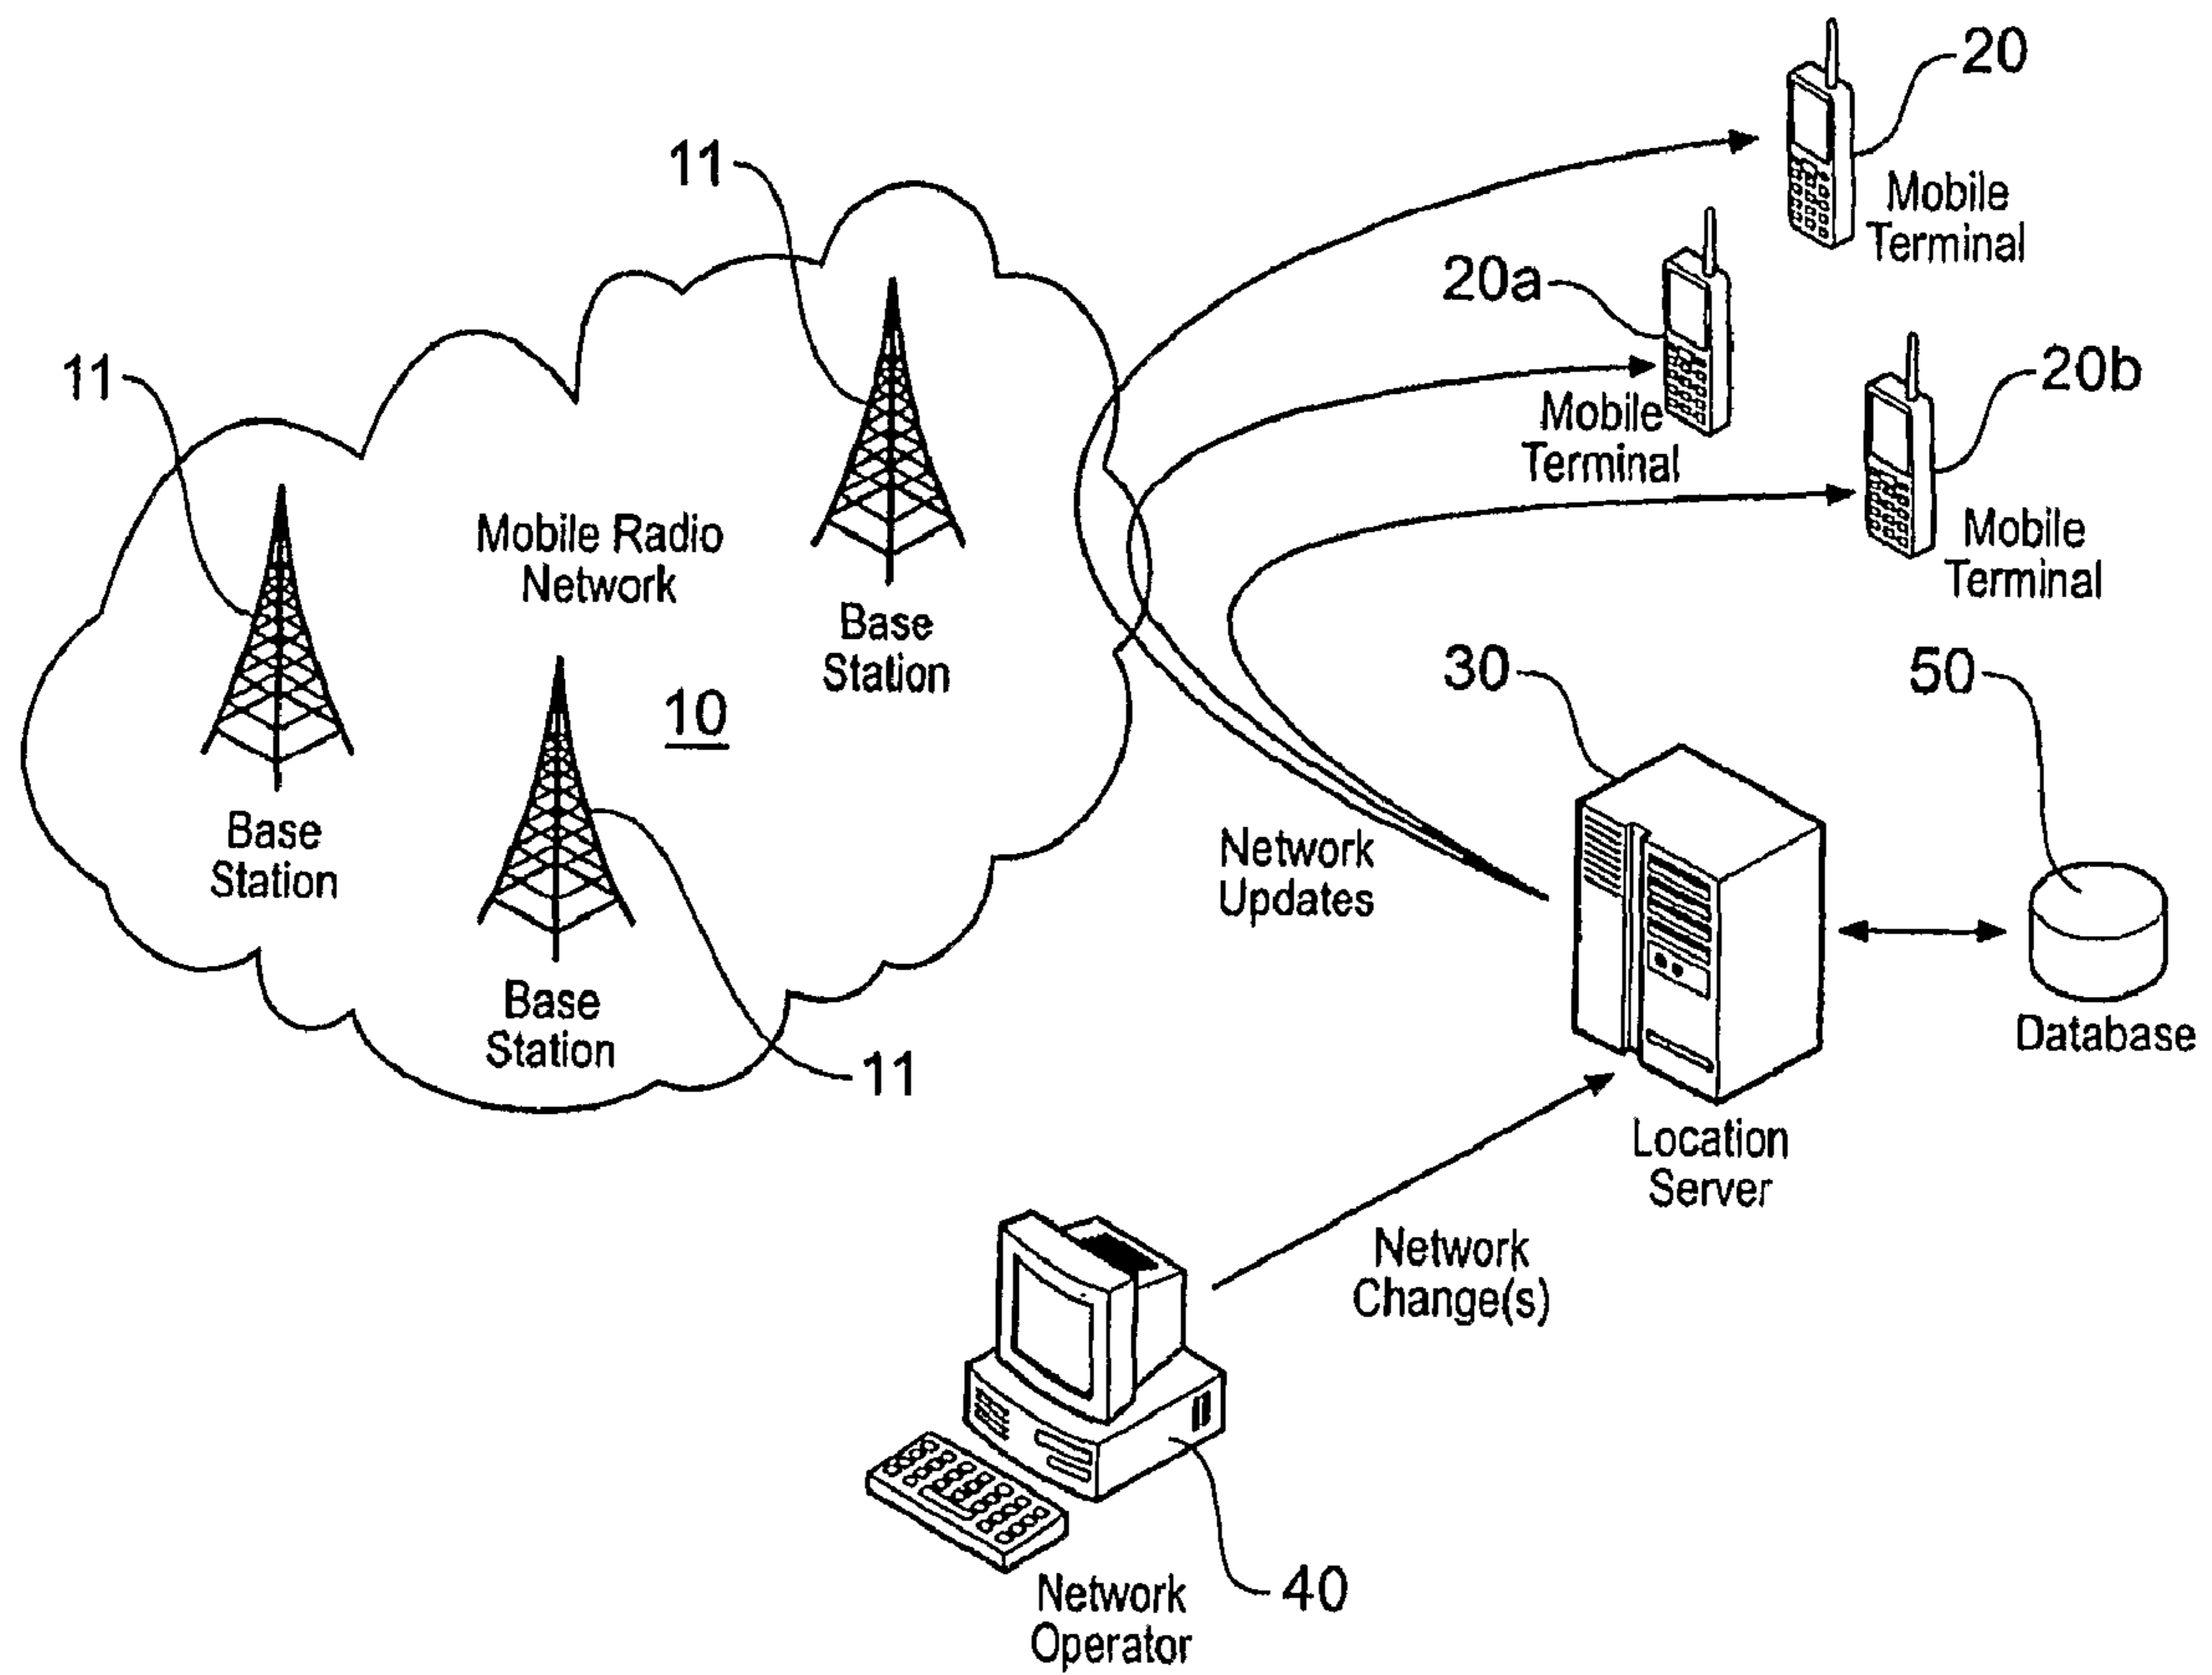 20
Mobile
Terminal
11
20a
Mobile
Terminal
20b
Mobile
Terminal
11
Mobile Radio
Network
Base
Station
10
30
50
Base
Station
Network
Updates
Base
Station
11
Database
Location
Server
Network
Change(s)
40
Network
Operator